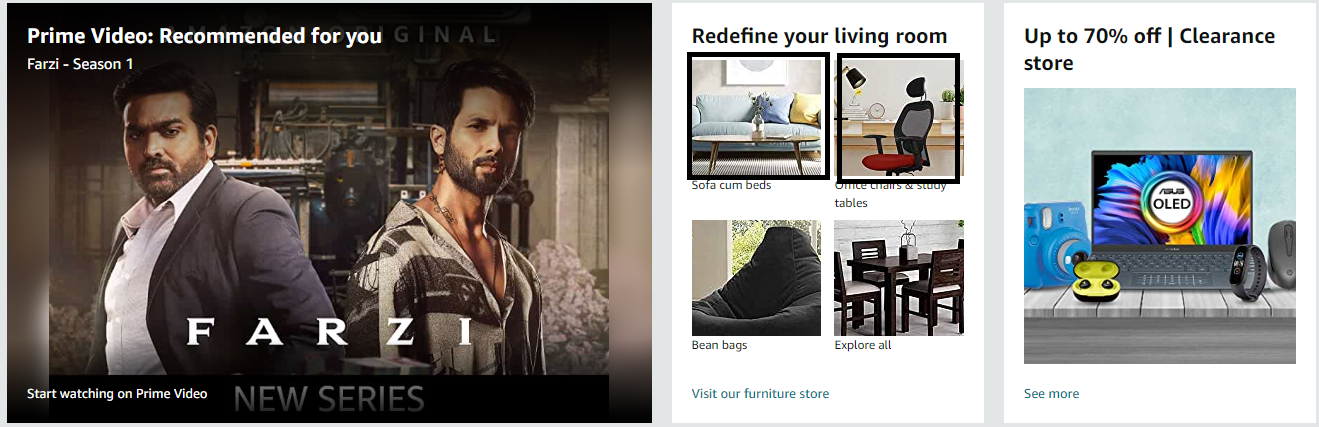 Prime Video: Recommended for you
AMAZON ORIGINAL
Farzi - Season 1
FARZI
NEW SERIES
Start watching on Prime Video
Redefine your living room
Sofa cum beds
Office chairs & study
tables
Bean bags
Explore all
Visit our furniture store
Up to 70% off | Clearance
store
ASUS
OLED
See more